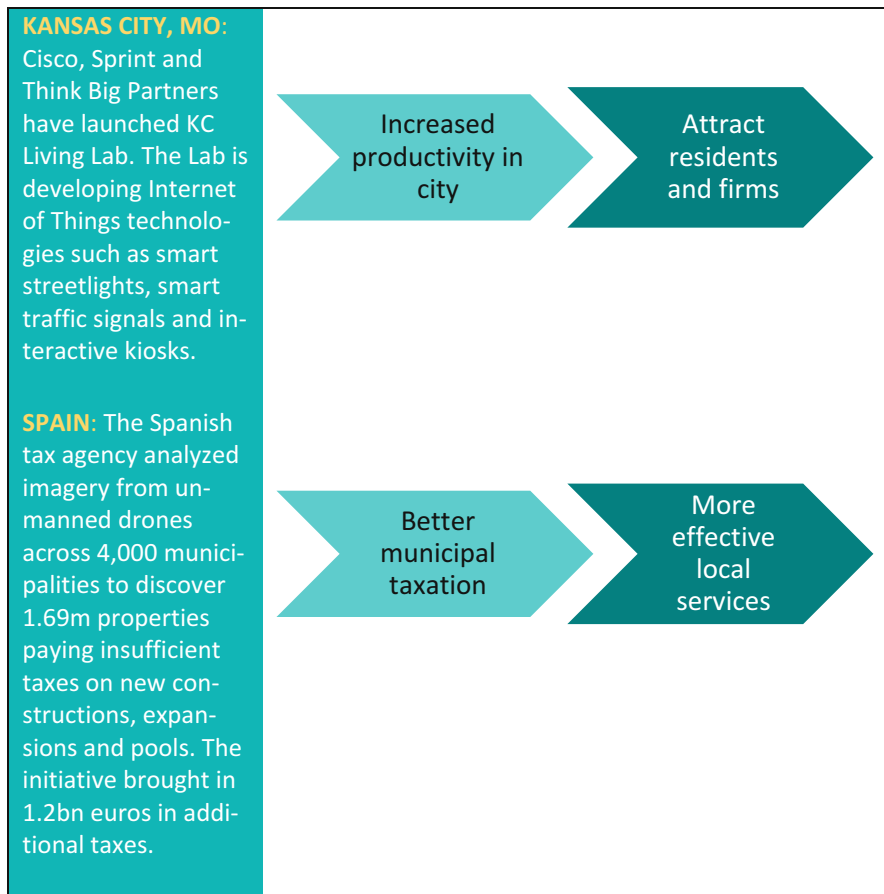 KANSAS CITY, MO:
Cisco, Sprint and
Think Big Partners
have launched KC
Living Lab. The Lab is
developing Internet
of Things technolo-
gies such as smart
streetlights, smart
traffic signals and in-
teractive kiosks.
Increased
productivity in
city
Attract
residents
and firms
SPAIN: The Spanish
tax agency analyzed
imagery from un-
manned drones
across 4,000 munici-
palities to discover
1.69m properties
paying insufficient
taxes on new con-
structions, expan-
sions and pools. The
initiative brought in
1.2bn euros in addi-
tional taxes.
Better
municipal
taxation
More
effective
local
services